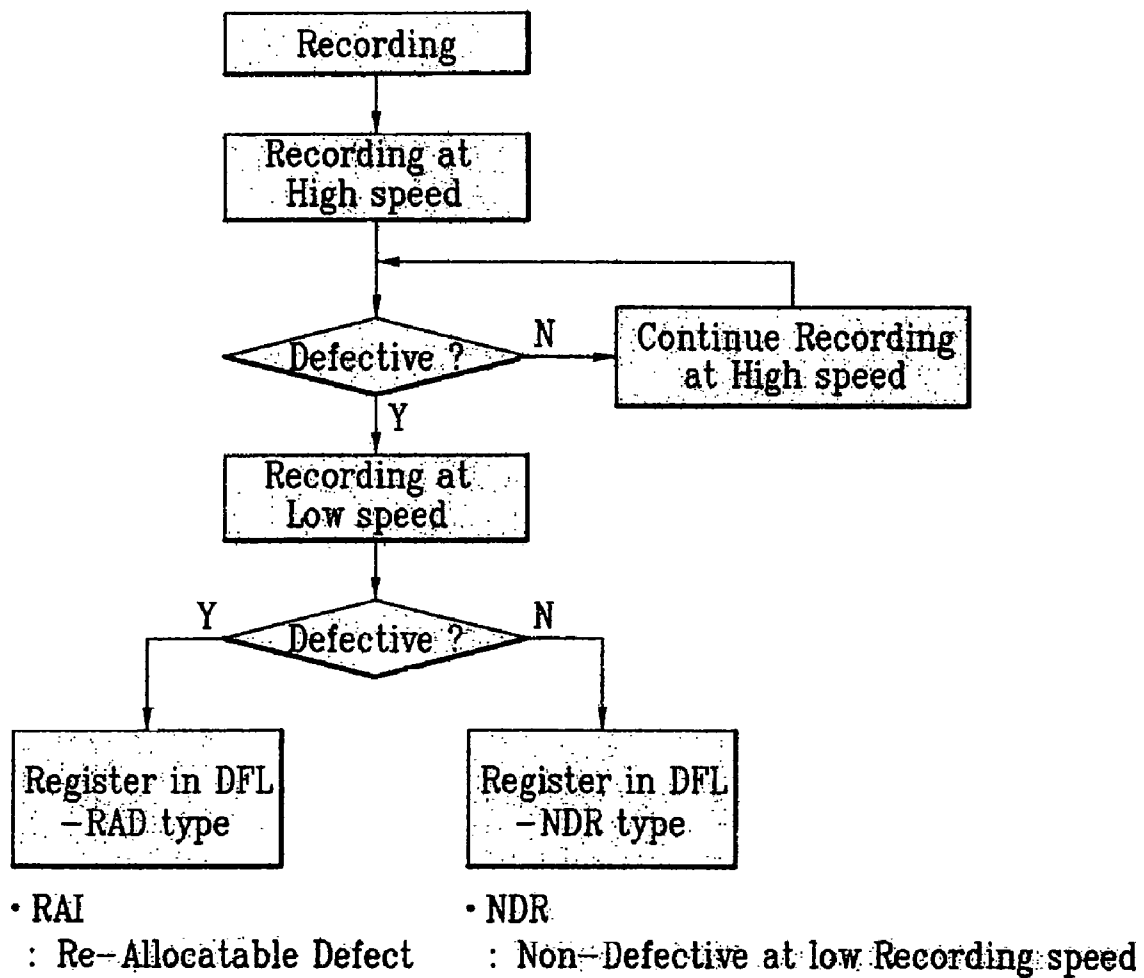 Recording
Recording at
High speed
Defective ?
N
Continue Recording
at High speed
Y
Recording at
Low speed
Y
Defective ?
N
Register in DFL
-RAD type
Register in DFL
-NDR type
· RAI
: Re-Allocatable Defect
· NDR
: Non-Defective at low Recording speed